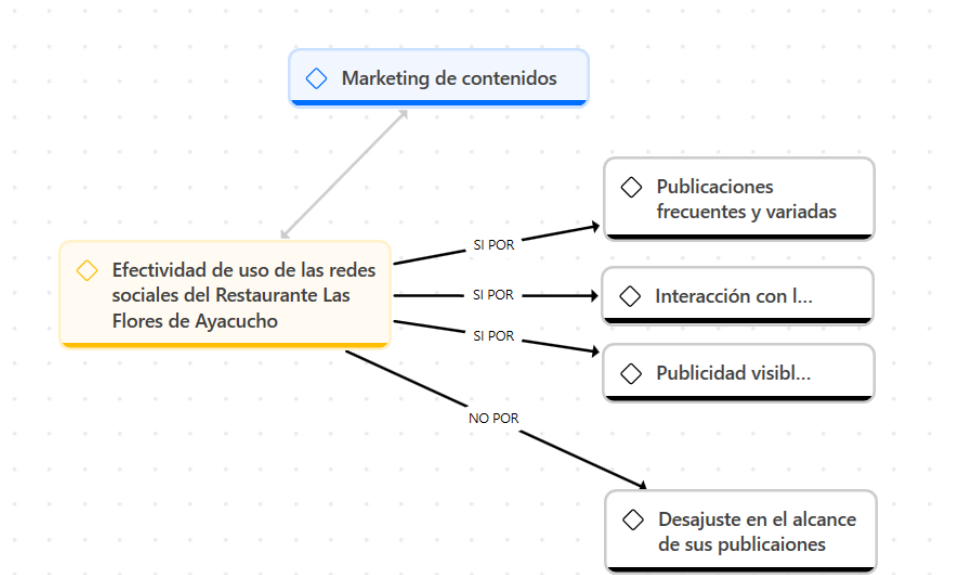 Marketing de contenidos
Publicaciones
frecuentes y variadas
SI POR
Efectividad de uso de las redes
sociales del Restaurante Las
Flores de Ayacucho
SI POR
Interacción con l...
SI POR
Publicidad visibl...
NO POR
Desajuste en el alcance
de sus publicaiones